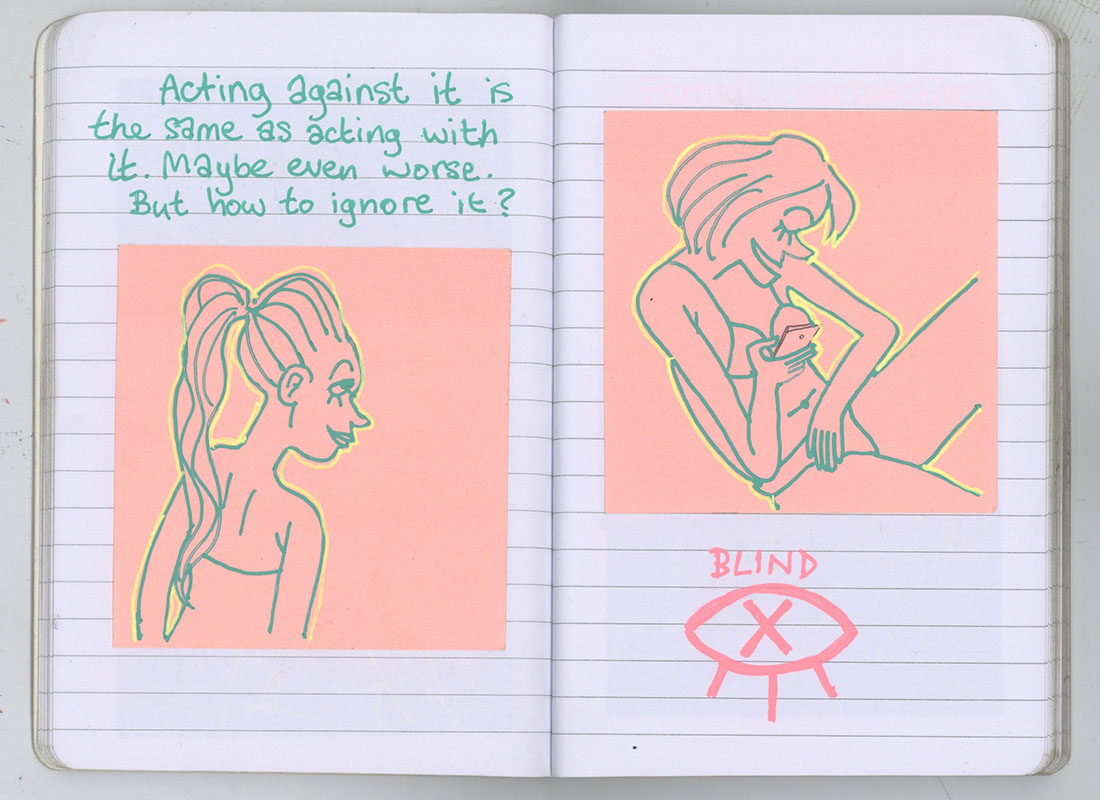 Acting against it is
the same as acting with
it. Maybe even worse.
But how to ignore it?
BLIND